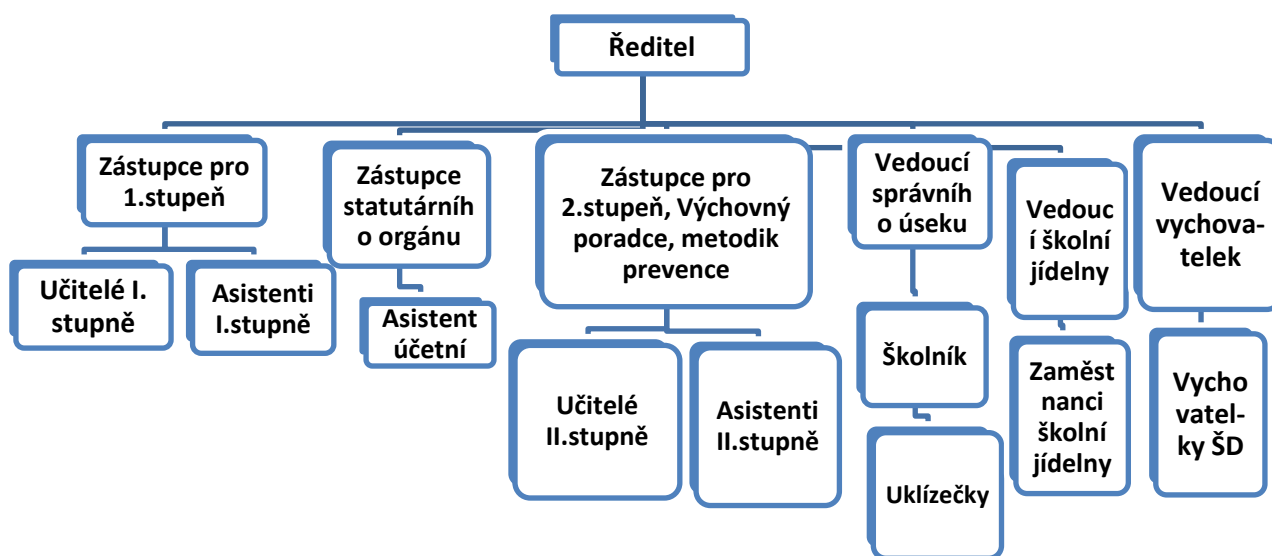 Ředitel
Zástupce pro
1.stupeň
Učitelé I.
stupně
Asistenti
I.stupně
Zástupce
statutárníh
o orgánu
Asistent
účetní
Zástupce pro
2.stupeň, Výchovný
poradce, metodik
prevence
Učitelé
II.stupně
Asistenti
II.stupně
Vedoucí
správníh
o úseku
Školník
Uklízečky
Vedouc
í školní
jídelny
Zaměst
nanci
školní
jídelny
Vedoucí
vychova-
telek
Vycho
vatel-
ky ŠD